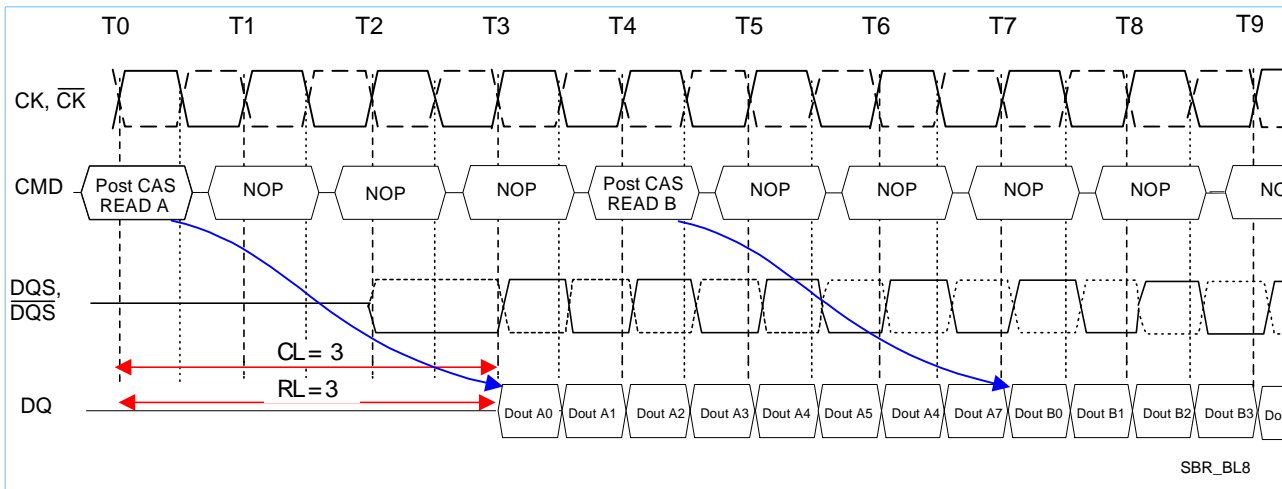 T0 T1 T2 T3 T4 T5 T6 T7 T8 T9
CK, C̅K̅
CMD
Post CAS
READ A
NOP
NOP
NOP
Post CAS
READ B
NOP
NOP
NOP
NOP
NO
DQS,
D̅Q̅S̅
CL= 3
RL=3
DQ
Dout A0 Dout A1 Dout A2 Dout A3 Dout A4 Dout A5 Dout A4 Dout A7 Dout B0 Dout B1 Dout B2 Dout B3 Dou
SBR_BL8